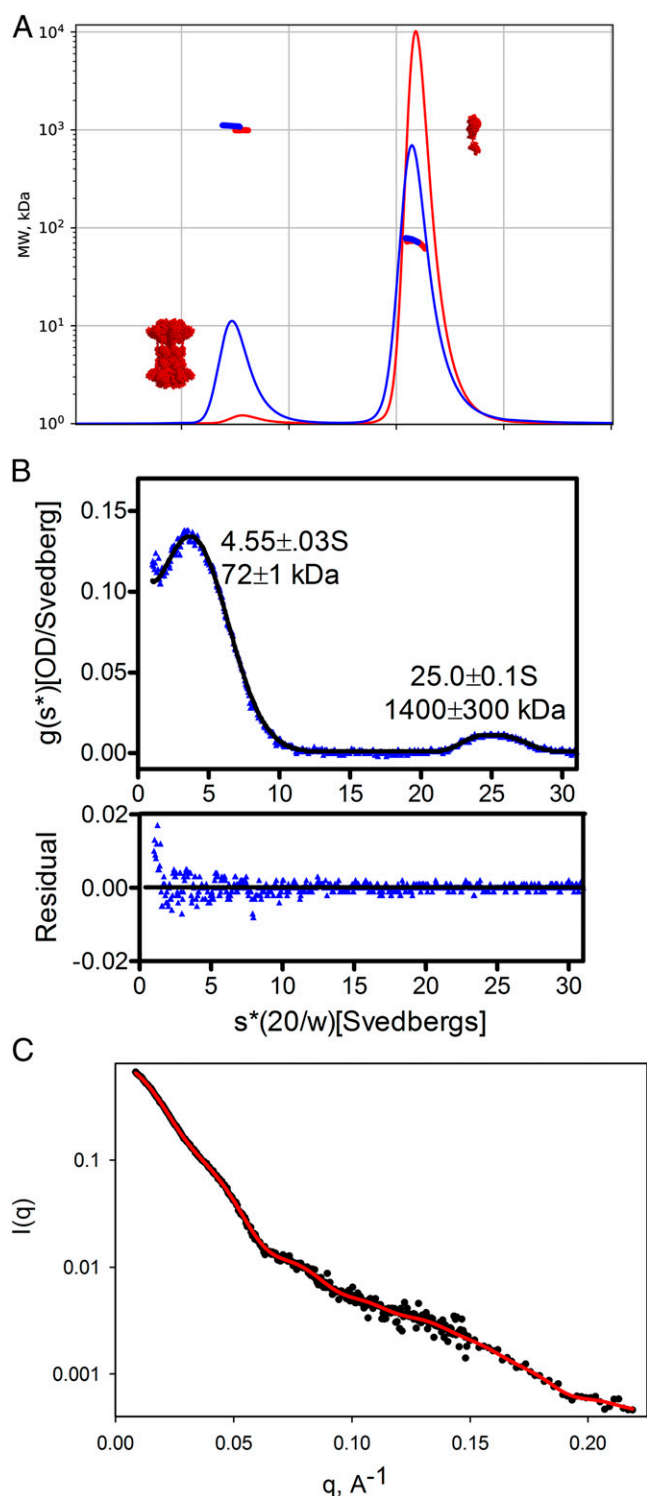 A
10⁴
10³
MW, kDa
10²
10¹
10⁰
B
0.15
4.55±.03S
72±1 kDa
0.10
g(s*)[OD/Svedberg]
0.05
25.0±0.1S
1400±300 kDa
0.00
0 5 10 15 20 25 30
0.02
Residual
0.00
-0.02
0 5 10 15 20 25 30
s*(20/w)[Svedbergs]
C
0.1
I(q)
0.01
0.001
0.00 0.05 0.10 0.15 0.20
q, A⁻¹